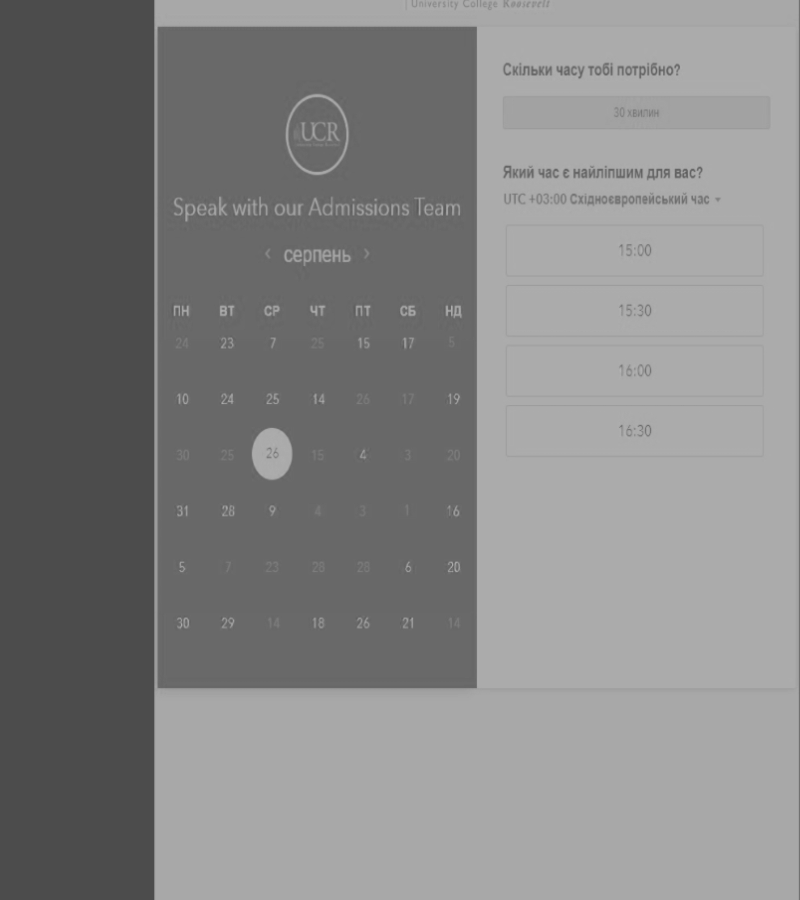 University College Roosevelt
UCR
Speak with our Admissions Team
‹ серпень ›
ПН ВТ СР ЧТ ПТ СБ НД
24 23 7 25 15 17 5
10 24 25 14 26 17 19
30 25 26 15 4 3 20
31 28 9 4 3 1 16
5 7 23 28 28 6 20
30 29 14 18 26 21 14
Скільки часу тобі потрібно?
30 хвилин
Який час є найліпшим для вас?
UTC +03:00 Східноєвропейський час
15:00
15:30
16:00
16:30